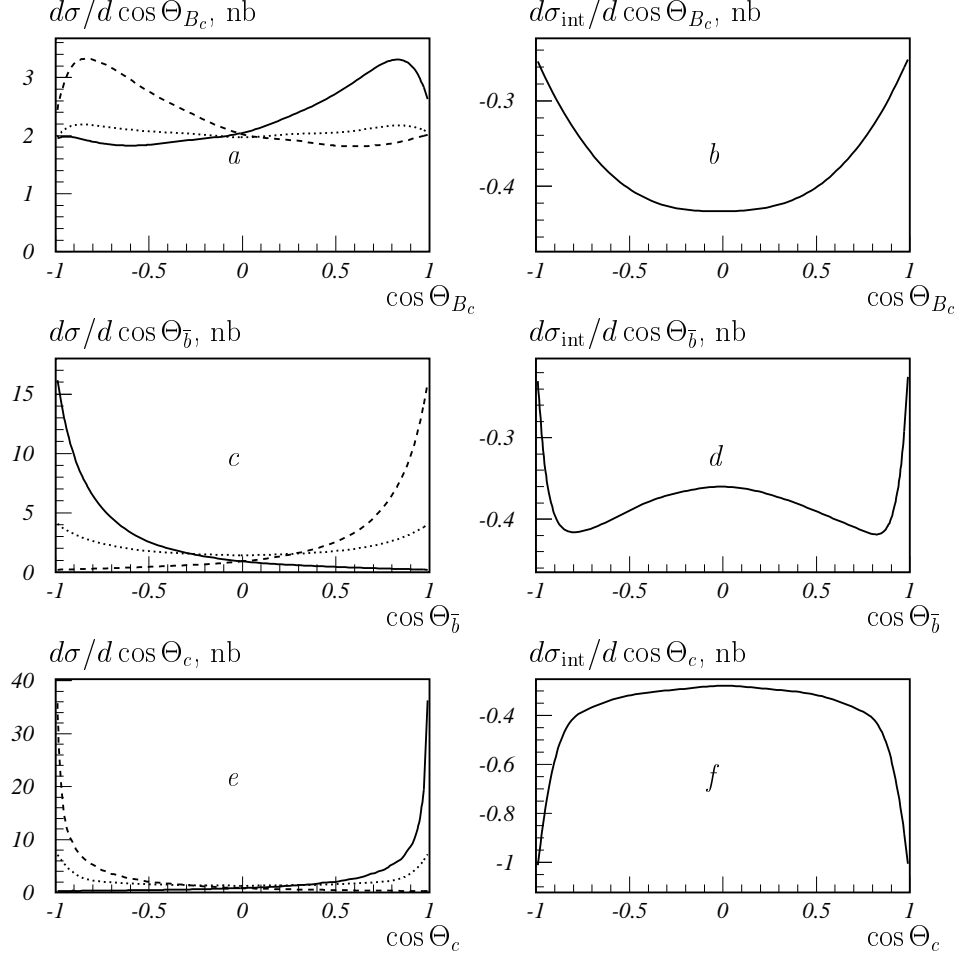 dσ/d cos Θ_{B_c}, nb
3
2
1
0
a
-1 -0.5 0 0.5 1
cos Θ_{B_c}
dσ_int/d cos Θ_{B_c}, nb
-0.3
-0.4
b
-1 -0.5 0 0.5 1
cos Θ_{B_c}
dσ/d cos Θ_{b̄}, nb
15
10
5
0
c
-1 -0.5 0 0.5 1
cos Θ_{b̄}
dσ_int/d cos Θ_{b̄}, nb
-0.3
-0.4
d
-1 -0.5 0 0.5 1
cos Θ_{b̄}
dσ/d cos Θ_c, nb
40
30
20
10
0
e
-1 -0.5 0 0.5 1
cos Θ_c
dσ_int/d cos Θ_c, nb
-0.4
-0.6
-0.8
-1
f
-1 -0.5 0 0.5 1
cos Θ_c